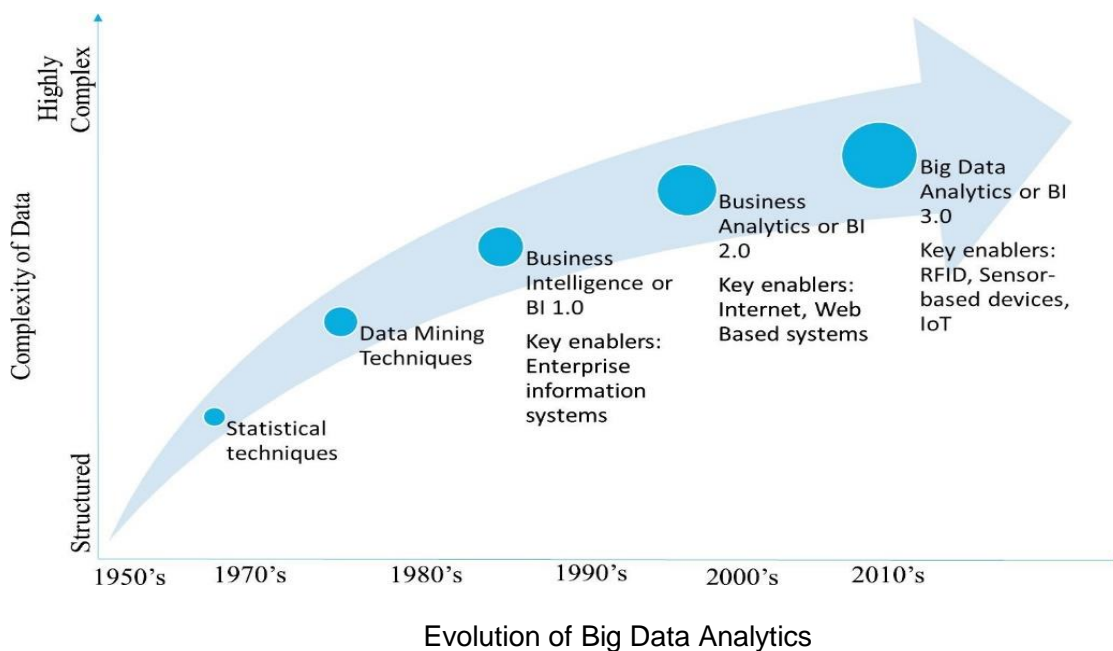 Highly
Complex
Complexity of Data
Structured
Statistical
techniques
Data Mining
Techniques
Business
Intelligence or
BI 1.0
Key enablers:
Enterprise
information
systems
Business
Analytics or BI
2.0
Key enablers:
Internet, Web
Based systems
Big Data
Analytics or BI
3.0
Key enablers:
RFID, Sensor-
based devices,
IoT
1950’s
1970’s
1980’s
1990’s
2000’s
2010’s
Evolution of Big Data Analytics